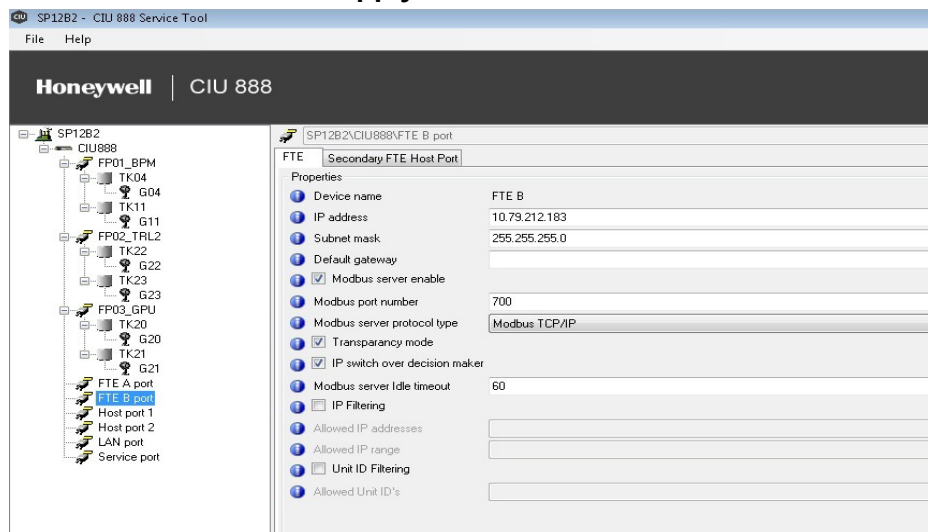 SP12B2 - CIU 888 Service Tool
File Help
Honeywell | CIU 888
SP12B2
CIU888
FP01_BPM
TK04
G04
TK11
G11
FP02_TRL2
TK22
G22
TK23
G23
FP03_GPU
TK20
G20
TK21
G21
FTE A port
FTE B port
Host port 1
Host port 2
LAN port
Service port
SP12B2\CIU888\FTE B port
FTE Secondary FTE Host Port
Properties
Device name FTE B
IP address 10.79.212.183
Subnet mask 255.255.255.0
Default gateway
Modbus server enable
Modbus port number 700
Modbus server protocol type Modbus TCP/IP
Transparancy mode
IP switch over decision maker
Modbus server Idle timeout 60
IP Filtering
Allowed IP addresses
Allowed IP range
Unit ID Filtering
Allowed Unit ID's